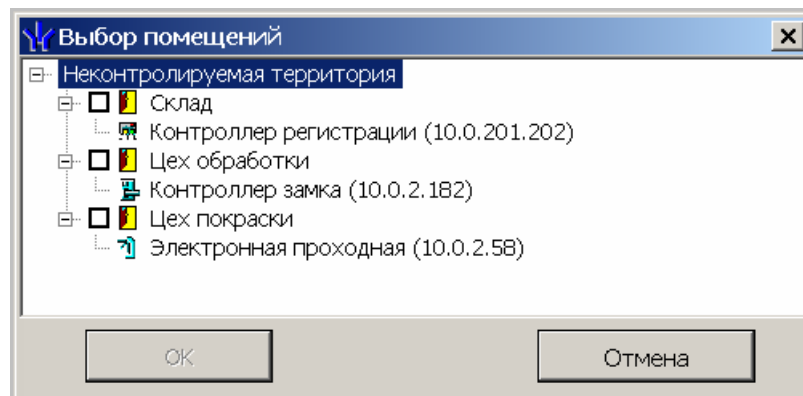 Выбор помещений
Неконтролируемая территория
Склад
Контроллер регистрации (10.0.201.202)
Цех обработки
Контроллер замка (10.0.2.182)
Цех покраски
Электронная проходная (10.0.2.58)
OK Отмена